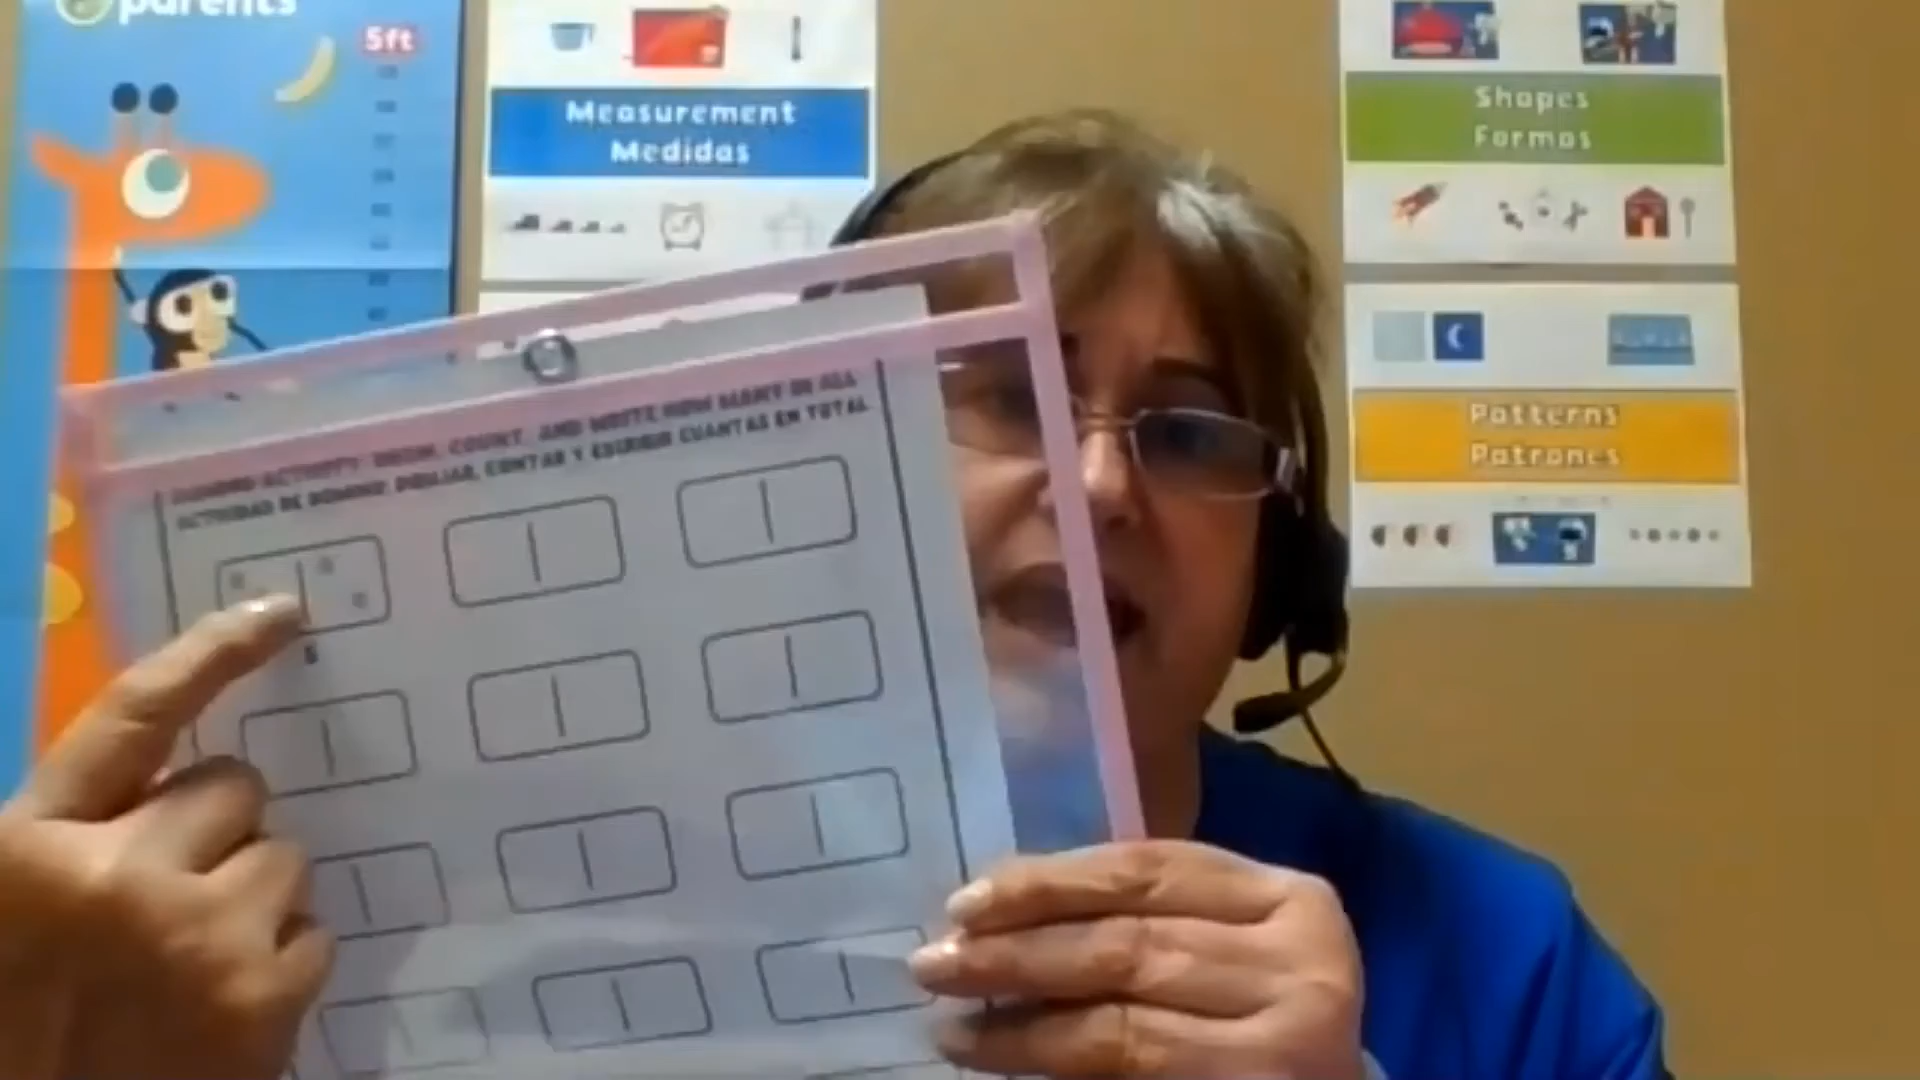 parents
5ft
Measurement
Medidas
Shapes
Formas
Patterns
Patrones
DOMINO ACTIVITY: DRAW, COUNT, AND WRITE HOW MANY IN ALL
ACTIVIDAD DE DOMINO: DIBUJAR, CONTAR Y ESCRIBIR CUANTAS EN TOTAL
5